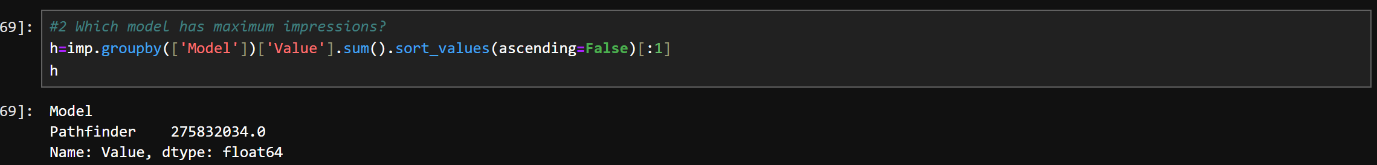 69]: #2 Which model has maximum impressions?
h=imp.groupby(['Model'])['Value'].sum().sort_values(ascending=False)[:1]
h
69]: Model
Pathfinder    275832034.0
Name: Value, dtype: float64